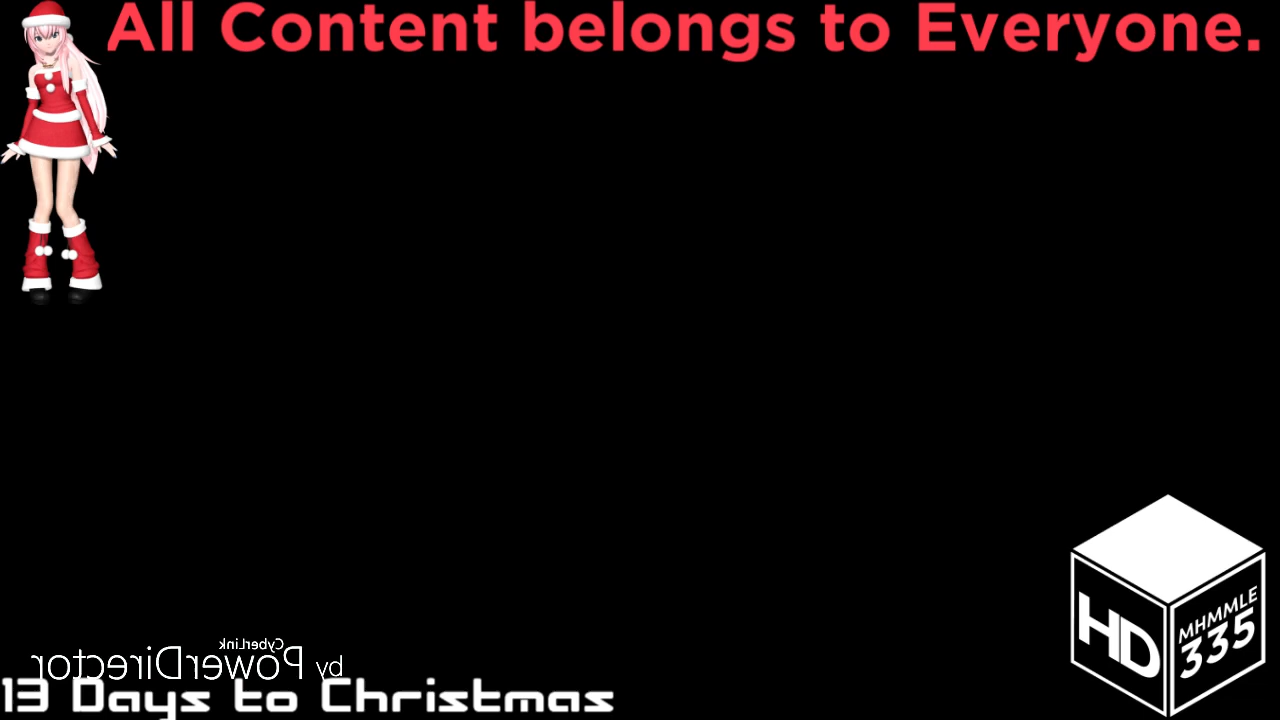 All Content belongs to Everyone.
HD
MHMMLE
335
CyberLink
by PowerDirector
13 Days to Christmas